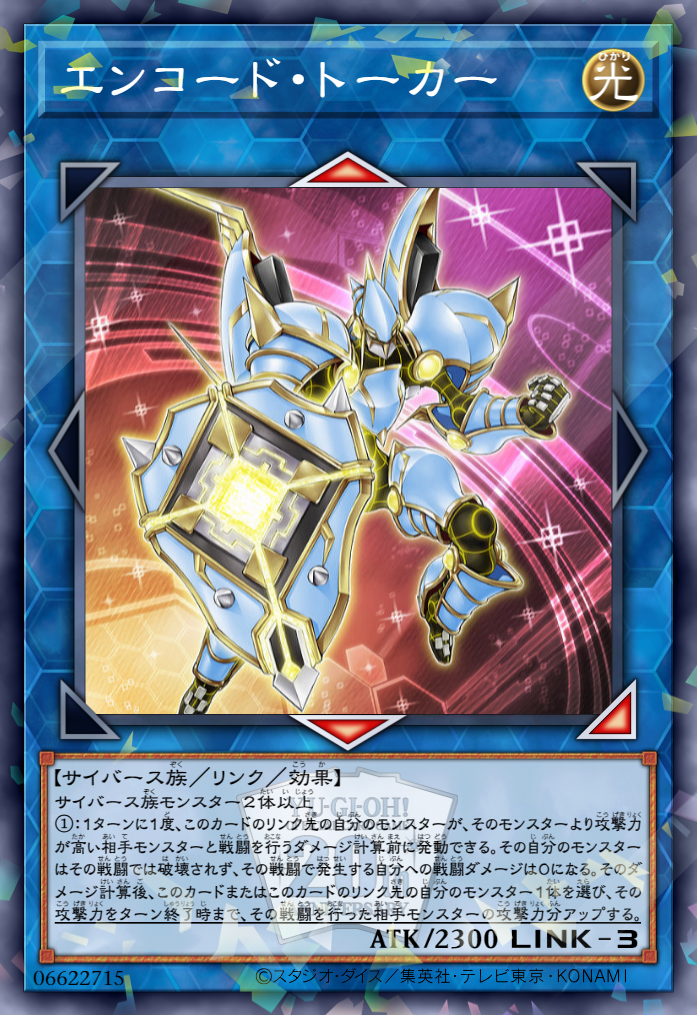 エンコード・トーカー
ひかり
光
【サイバース族／リンク／効果】
サイバース族モンスター２体以上
①：1ターンに1度、このカードのリンク先の自分のモンスターが、そのモンスターより攻撃力
が高い相手モンスターと戦闘を行うダメージ計算前に発動できる。その自分のモンスター
はその戦闘では破壊されず、その戦闘で発生する自分への戦闘ダメージは０になる。そのダ
メージ計算後、このカードまたはこのカードのリンク先の自分のモンスター１体を選び、その
攻撃力をターン終了時まで、その戦闘を行った相手モンスターの攻撃力分アップする。
YU-GI-OH!
ANNIVERSARY
ATK/2300 LINK-3
06622715
©スタジオ・ダイス／集英社・テレビ東京・KONAMI